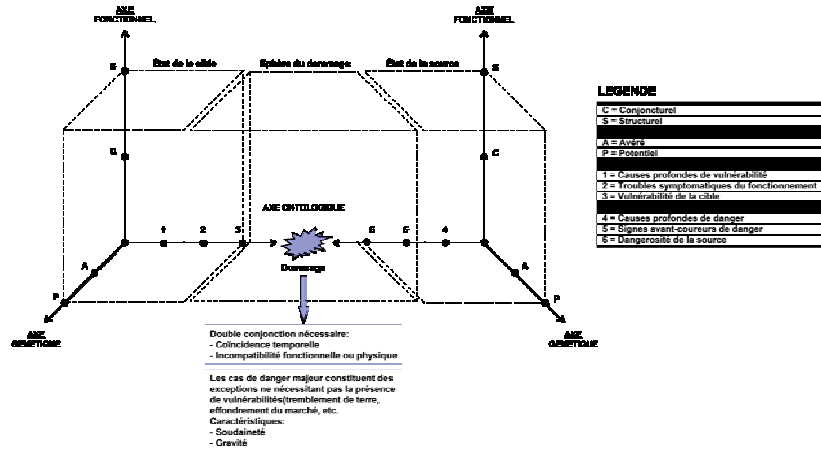 AXE
FONCTIONNEL
AXE
FONCTIONNEL
S
État de la cible
Sphère du dommage
État de la source
S
LEGENDE
C = Conjoncturel
S = Structurel
A = Avéré
P = Potentiel
1 = Causes profondes de vulnérabilité
2 = Troubles symptomatiques du fonctionnement
3 = Vulnérabilité de la cible
4 = Causes profondes de danger
5 = Signes avant-coureurs de danger
6 = Dangerosité de la source
C
C
AXE ONTOLOGIQUE
1
2
3
6
5
4
Dommage
A
A
P
P
AXE
GENETIQUE
AXE
GENETIQUE
Double conjonction nécessaire:
- Coïncidence temporelle
- Incompatibilité fonctionnelle ou physique
Les cas de danger majeur constituent des
exceptions ne nécessitant pas la présence
de vulnérabilités(tremblement de terre,
effondrement du marché, etc.
Caractéristiques:
- Soudaineté
- Gravité